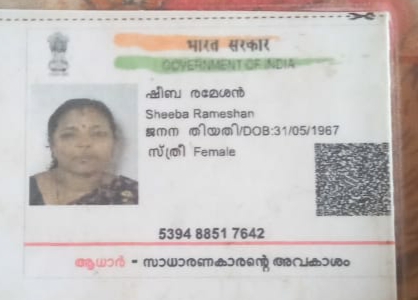 भारत सरकार
GOVERNMENT OF INDIA
ഷീബ രമേശൻ
Sheeba Rameshan
ജനന തിയതി/DOB:31/05/1967
സ്ത്രീ Female
5394 8851 7642
ആധാർ - സാധാരണകാരന്റെ അവകാശം